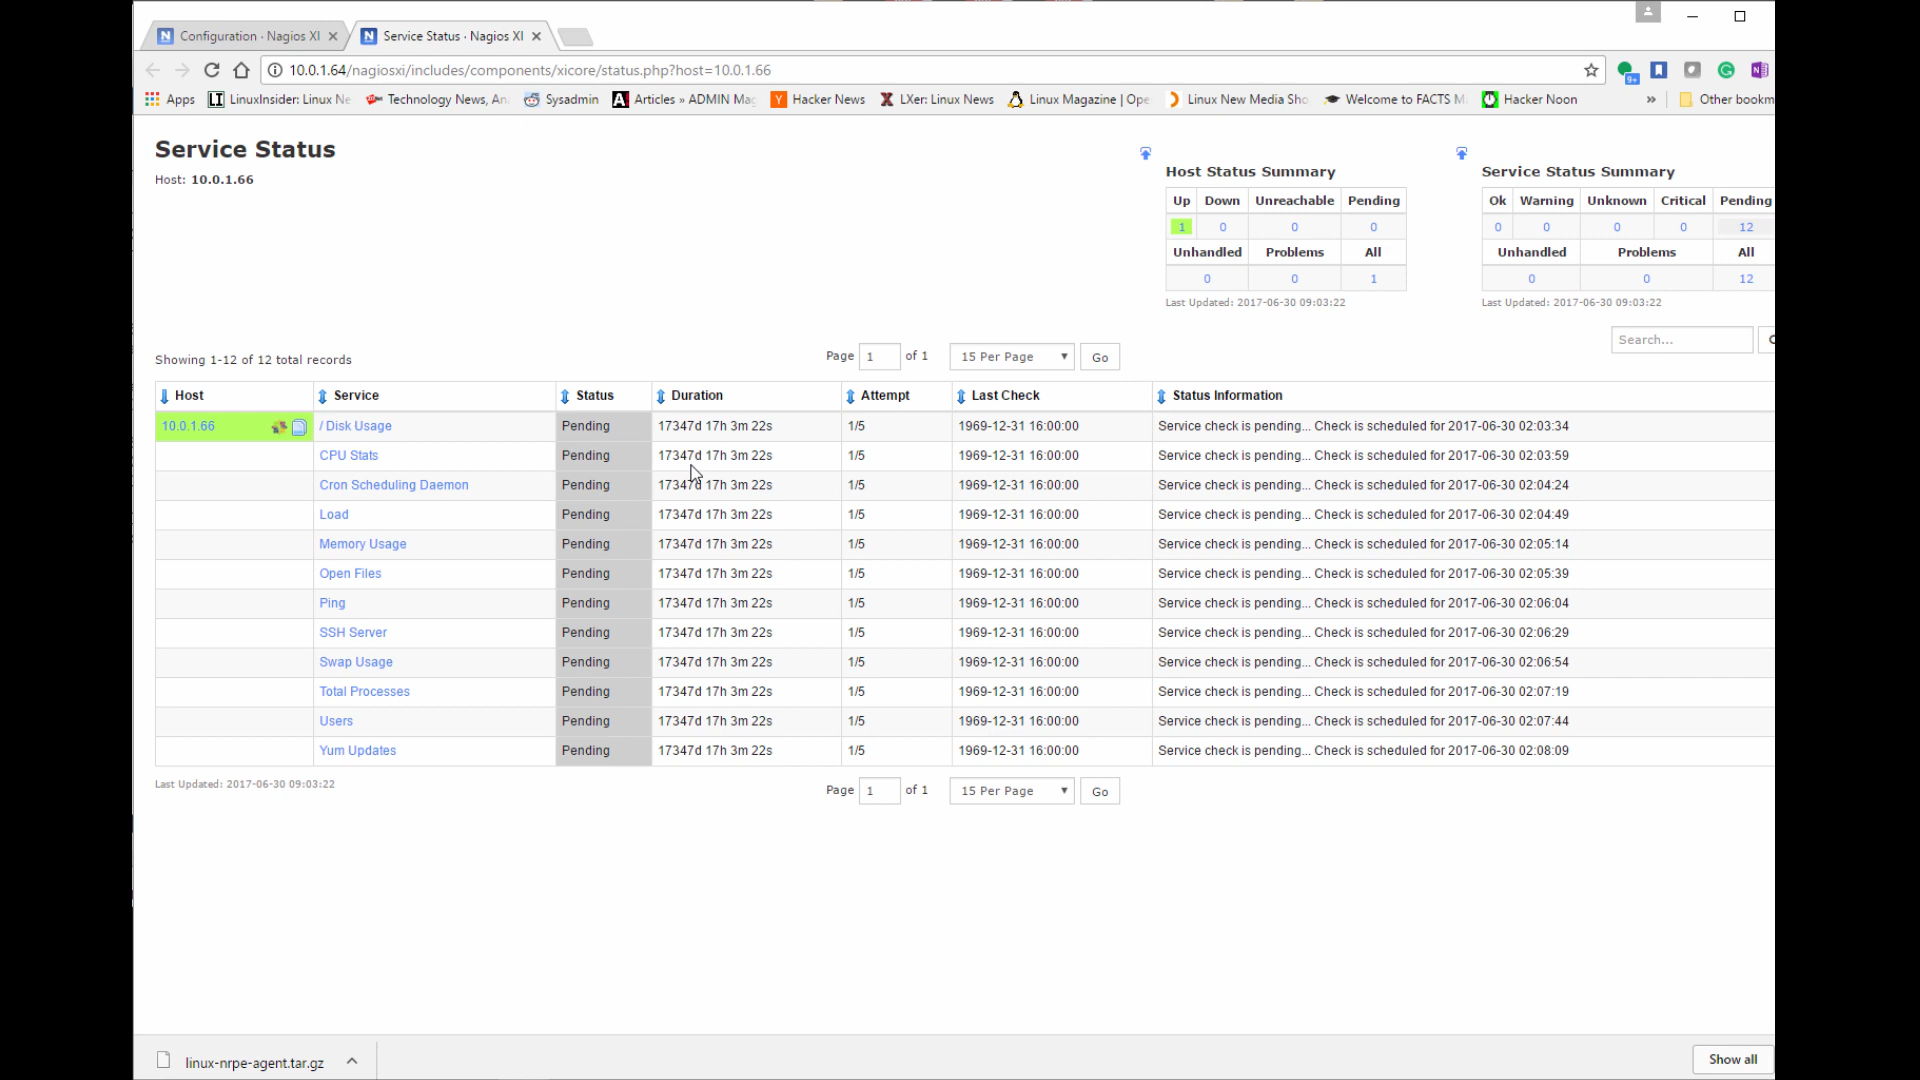 Configuration · Nagios XI
Service Status · Nagios XI
10.0.1.64/nagiosxi/includes/components/xicore/status.php?host=10.0.1.66
9+
Apps
LinuxInsider: Linux Ne
Technology News, An
Sysadmin
Articles » ADMIN Mag
Hacker News
LXer: Linux News
Linux Magazine | Ope
Linux New Media Sho
Welcome to FACTS M
Hacker Noon
»
Other bookm
Service Status
Host: 10.0.1.66
Host Status Summary
Up Down Unreachable Pending
1 0 0 0
Unhandled Problems All
0 0 1
Last Updated: 2017-06-30 09:03:22
Service Status Summary
Ok Warning Unknown Critical Pending
0 0 0 0 12
Unhandled Problems All
0 0 12
Last Updated: 2017-06-30 09:03:22
Search...
Showing 1-12 of 12 total records
Page 1 of 1 15 Per Page Go
Host Service Status Duration Attempt Last Check Status Information
10.0.1.66 / Disk Usage Pending 17347d 17h 3m 22s 1/5 1969-12-31 16:00:00 Service check is pending... Check is scheduled for 2017-06-30 02:03:34
CPU Stats Pending 17347d 17h 3m 22s 1/5 1969-12-31 16:00:00 Service check is pending... Check is scheduled for 2017-06-30 02:03:59
Cron Scheduling Daemon Pending 17347d 17h 3m 22s 1/5 1969-12-31 16:00:00 Service check is pending... Check is scheduled for 2017-06-30 02:04:24
Load Pending 17347d 17h 3m 22s 1/5 1969-12-31 16:00:00 Service check is pending... Check is scheduled for 2017-06-30 02:04:49
Memory Usage Pending 17347d 17h 3m 22s 1/5 1969-12-31 16:00:00 Service check is pending... Check is scheduled for 2017-06-30 02:05:14
Open Files Pending 17347d 17h 3m 22s 1/5 1969-12-31 16:00:00 Service check is pending... Check is scheduled for 2017-06-30 02:05:39
Ping Pending 17347d 17h 3m 22s 1/5 1969-12-31 16:00:00 Service check is pending... Check is scheduled for 2017-06-30 02:06:04
SSH Server Pending 17347d 17h 3m 22s 1/5 1969-12-31 16:00:00 Service check is pending... Check is scheduled for 2017-06-30 02:06:29
Swap Usage Pending 17347d 17h 3m 22s 1/5 1969-12-31 16:00:00 Service check is pending... Check is scheduled for 2017-06-30 02:06:54
Total Processes Pending 17347d 17h 3m 22s 1/5 1969-12-31 16:00:00 Service check is pending... Check is scheduled for 2017-06-30 02:07:19
Users Pending 17347d 17h 3m 22s 1/5 1969-12-31 16:00:00 Service check is pending... Check is scheduled for 2017-06-30 02:07:44
Yum Updates Pending 17347d 17h 3m 22s 1/5 1969-12-31 16:00:00 Service check is pending... Check is scheduled for 2017-06-30 02:08:09
Last Updated: 2017-06-30 09:03:22
Page 1 of 1 15 Per Page Go
linux-nrpe-agent.tar.gz
Show all